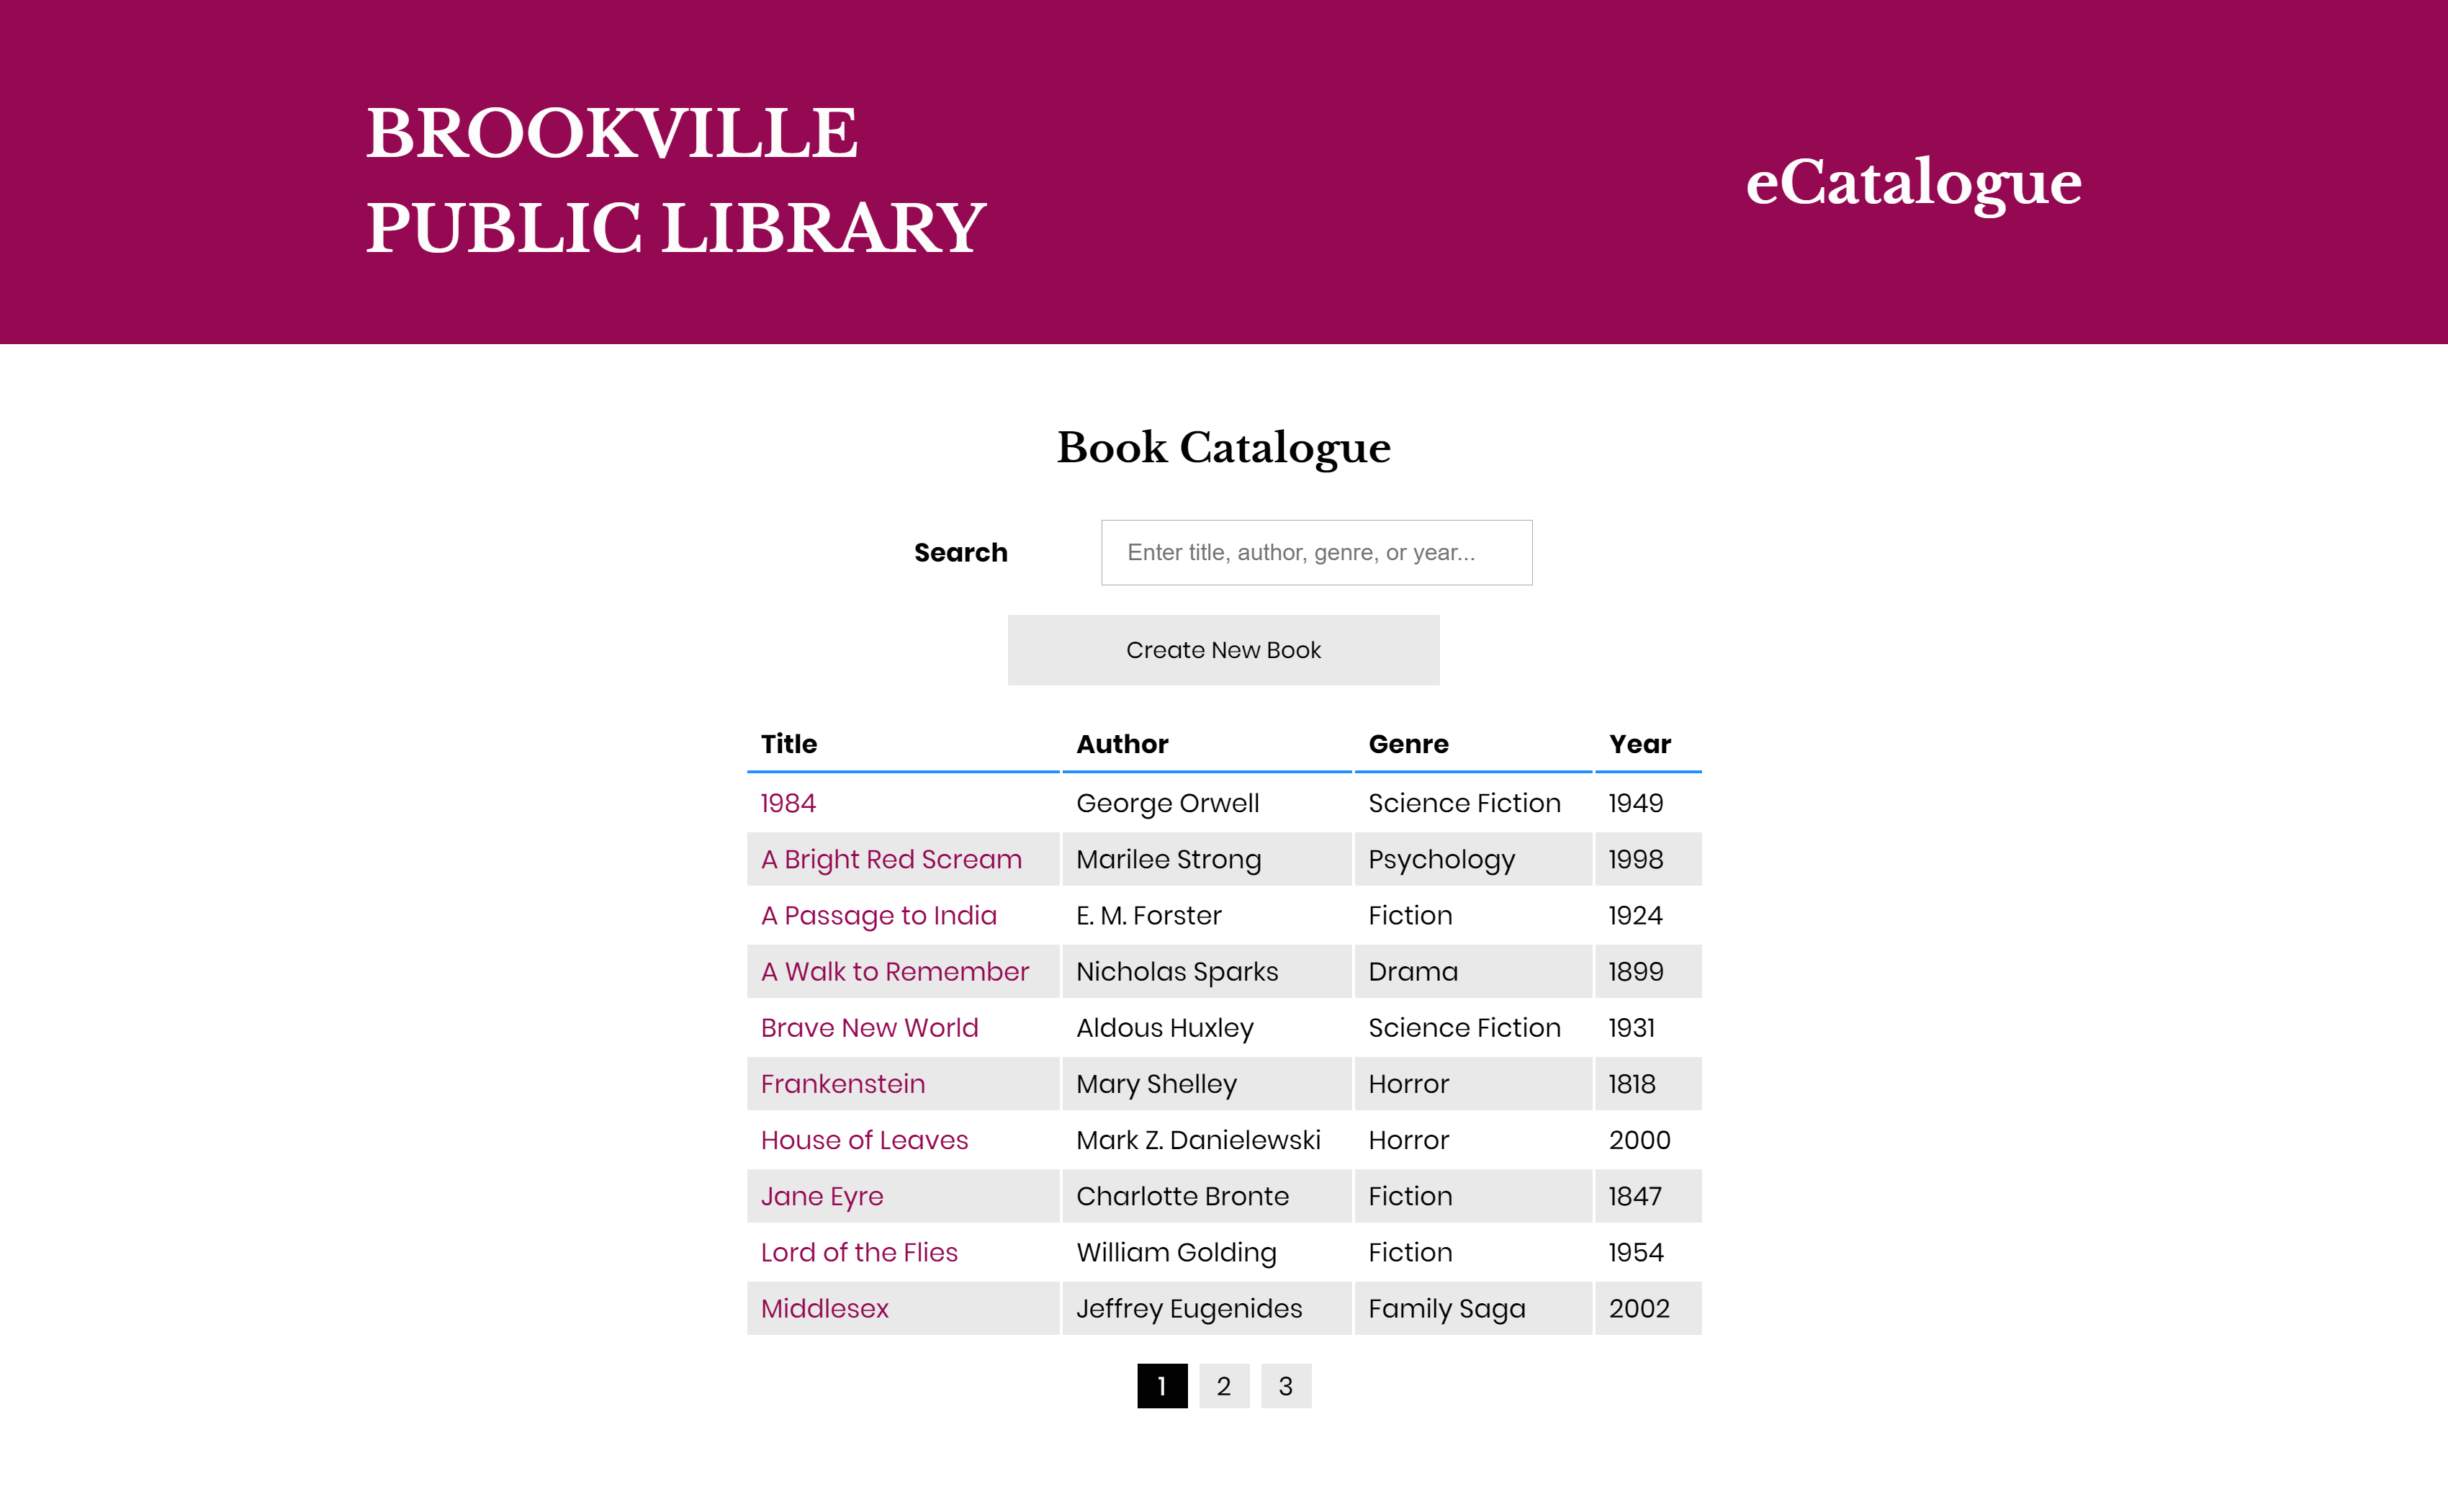 BROOKVILLE
PUBLIC LIBRARY
eCatalogue
Book Catalogue
Search Enter title, author, genre, or year...
Create New Book
Title Author Genre Year
1984 George Orwell Science Fiction 1949
A Bright Red Scream Marilee Strong Psychology 1998
A Passage to India E. M. Forster Fiction 1924
A Walk to Remember Nicholas Sparks Drama 1899
Brave New World Aldous Huxley Science Fiction 1931
Frankenstein Mary Shelley Horror 1818
House of Leaves Mark Z. Danielewski Horror 2000
Jane Eyre Charlotte Bronte Fiction 1847
Lord of the Flies William Golding Fiction 1954
Middlesex Jeffrey Eugenides Family Saga 2002
1 2 3